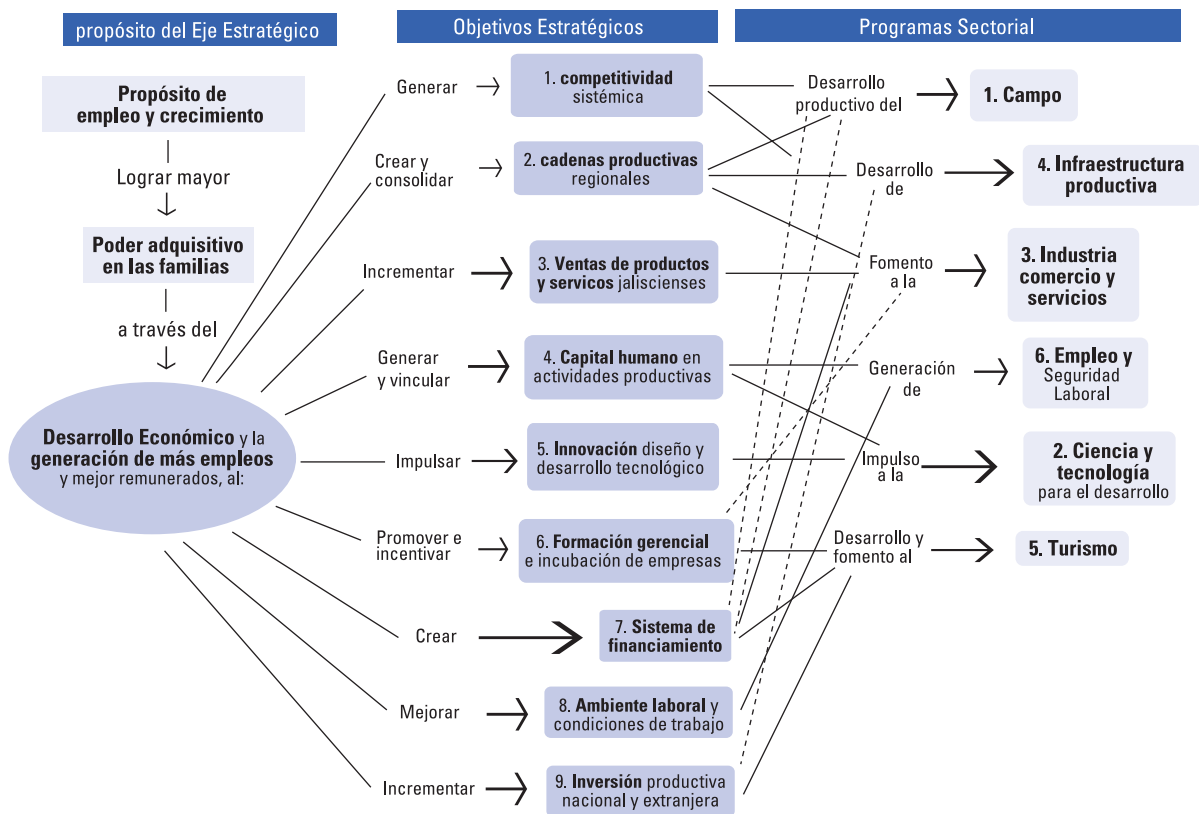 propósito del Eje Estratégico
Propósito de
empleo y crecimiento
Lograr mayor
Poder adquisitivo
en las familias
a través del
Desarrollo Económico y la
generación de más empleos
y mejor remunerados, al:
Objetivos Estratégicos
Generar
1. competitividad
sistémica
Crear y
consolidar
2. cadenas productivas
regionales
Incrementar
3. Ventas de productos
y servicos jaliscienses
Generar
y vincular
4. Capital humano en
actividades productivas
Impulsar
5. Innovación diseño y
desarrollo tecnológico
Promover e
incentivar
6. Formación gerencial
e incubación de empresas
Crear
7. Sistema de
financiamiento
Mejorar
8. Ambiente laboral y
condiciones de trabajo
Incrementar
9. Inversión productiva
nacional y extranjera
Programas Sectorial
Desarrollo
productivo del
1. Campo
Desarrollo
de
4. Infraestructura
productiva
Fomento
a la
3. Industria
comercio y
servicios
Generación
de
6. Empleo y
Seguridad
Laboral
Impulso
a la
2. Ciencia y
tecnología
para el desarrollo
Desarrollo y
fomento al
5. Turismo